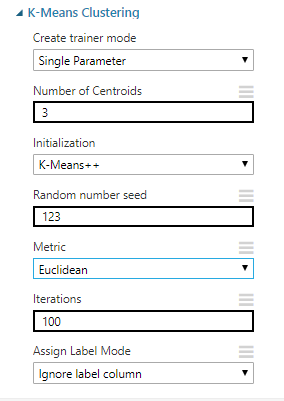 K-Means Clustering
Create trainer mode
Single Parameter
Number of Centroids
3
Initialization
K-Means++
Random number seed
123
Metric
Euclidean
Iterations
100
Assign Label Mode
Ignore label column